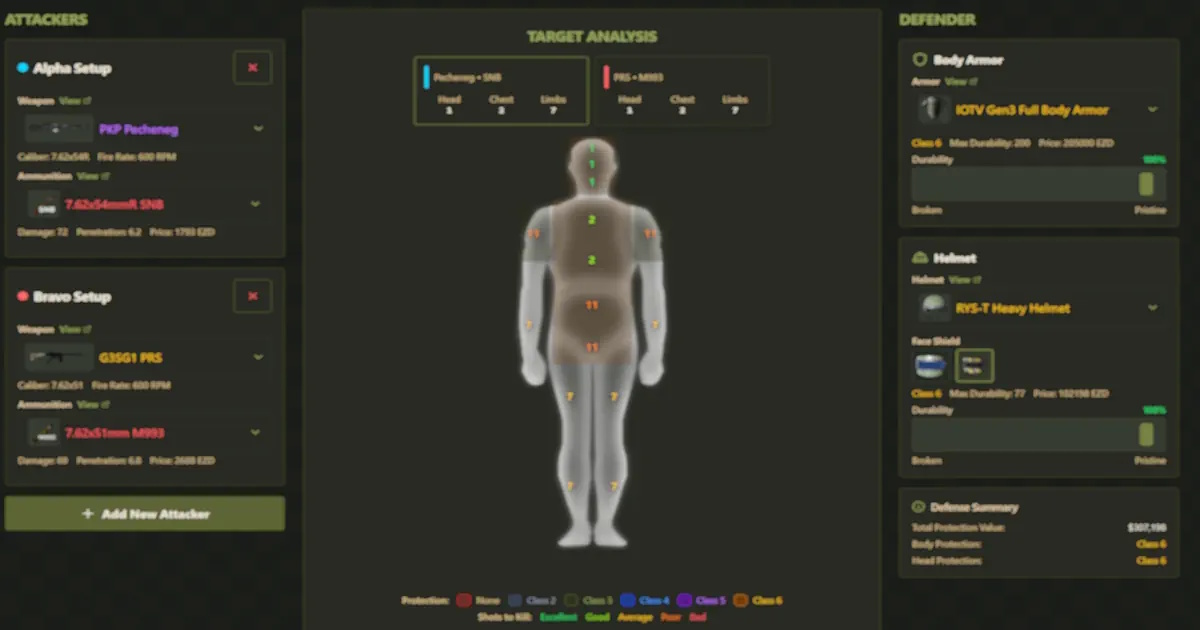 ATTACKERS
Alpha Setup
Weapon View
PKP Pecheneg
Caliber: 7.62x54R Fire Rate: 600 RPM
Ammunition View
SNB
7.62x54mmR SNB
Damage: 72 Penetration: 6.2 Price: 1793 EZD
Bravo Setup
Weapon View
G3SG1 PRS
Caliber: 7.62x51 Fire Rate: 600 RPM
Ammunition View
7.62x51mm M993
Damage: 69 Penetration: 6.8 Price: 2688 EZD
+ Add New Attacker
TARGET ANALYSIS
Pecheneg • SNB
Head Chest Limbs
1 2 7
PRS • M993
Head Chest Limbs
1 2 7
1
1
1
2
11 11
2
11
7 7
11
7 7
7 7
Protection: None Class 2 Class 3 Class 4 Class 5 Class 6
Shots to Kill: Excellent Good Average Poor Bad
DEFENDER
Body Armor
Armor View
IOTV Gen3 Full Body Armor
Class 6 Max Durability: 200 Price: 205000 EZD
Durability 100%
Broken Pristine
Helmet
Helmet View
RYS-T Heavy Helmet
Face Shield
Class 6 Max Durability: 77 Price: 102198 EZD
Durability 100%
Broken Pristine
Defense Summary
Total Protection Value: $307,198
Body Protection: Class 6
Head Protection: Class 6